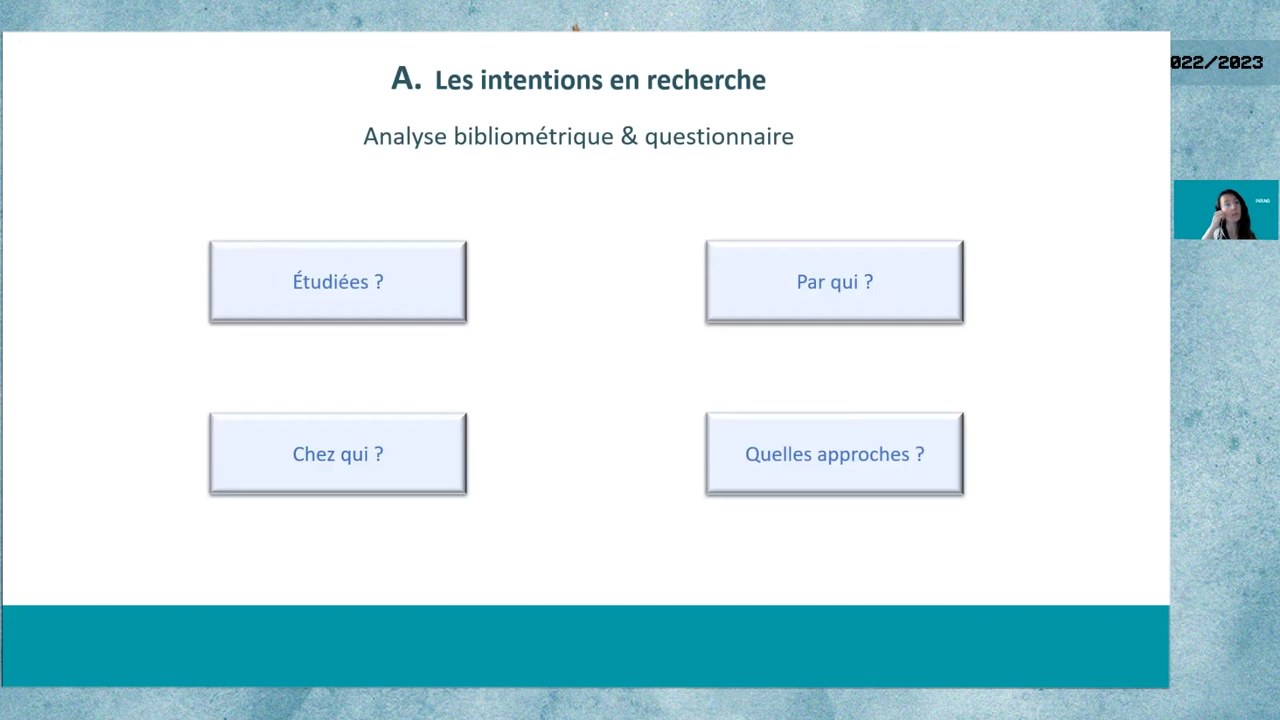 A. Les intentions en recherche
022/2023
Analyse bibliométrique & questionnaire
Étudiées ?
Par qui ?
Chez qui ?
Quelles approches ?